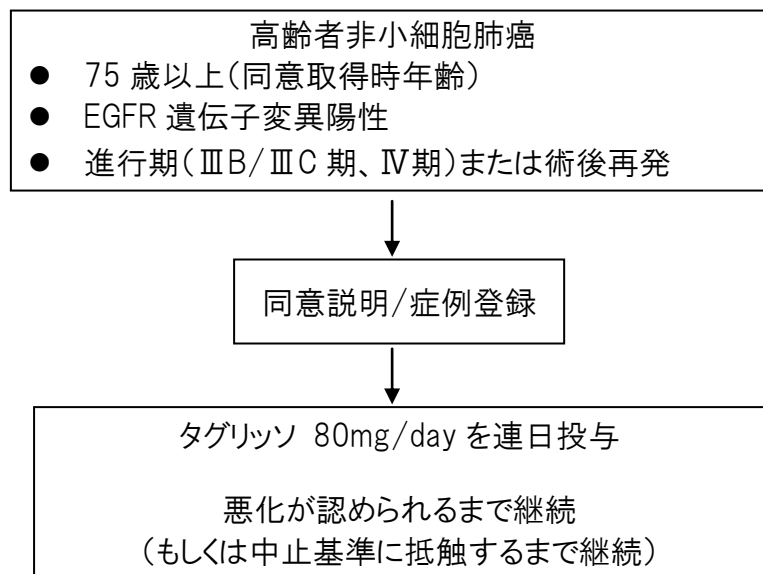 高齢者非小細胞肺癌
● 75歳以上(同意取得時年齢)
● EGFR 遺伝子変異陽性
● 進行期(ⅢB/ⅢC 期、Ⅳ期)または術後再発
同意説明/症例登録
タグリッソ 80mg/day を連日投与
悪化が認められるまで継続
(もしくは中止基準に抵触するまで継続)